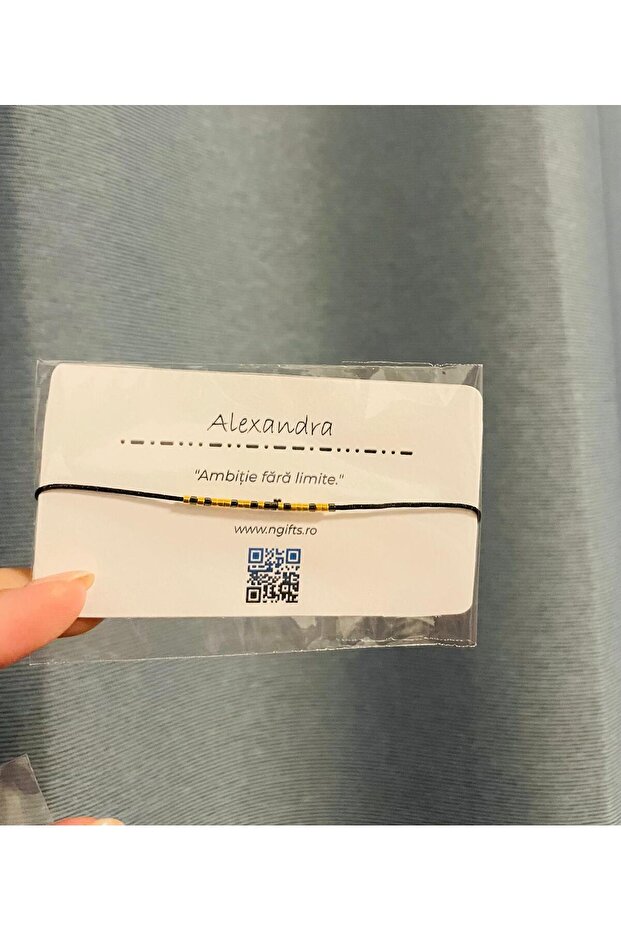 Alexandra
"Ambiție fără limite."
www.ngifts.ro